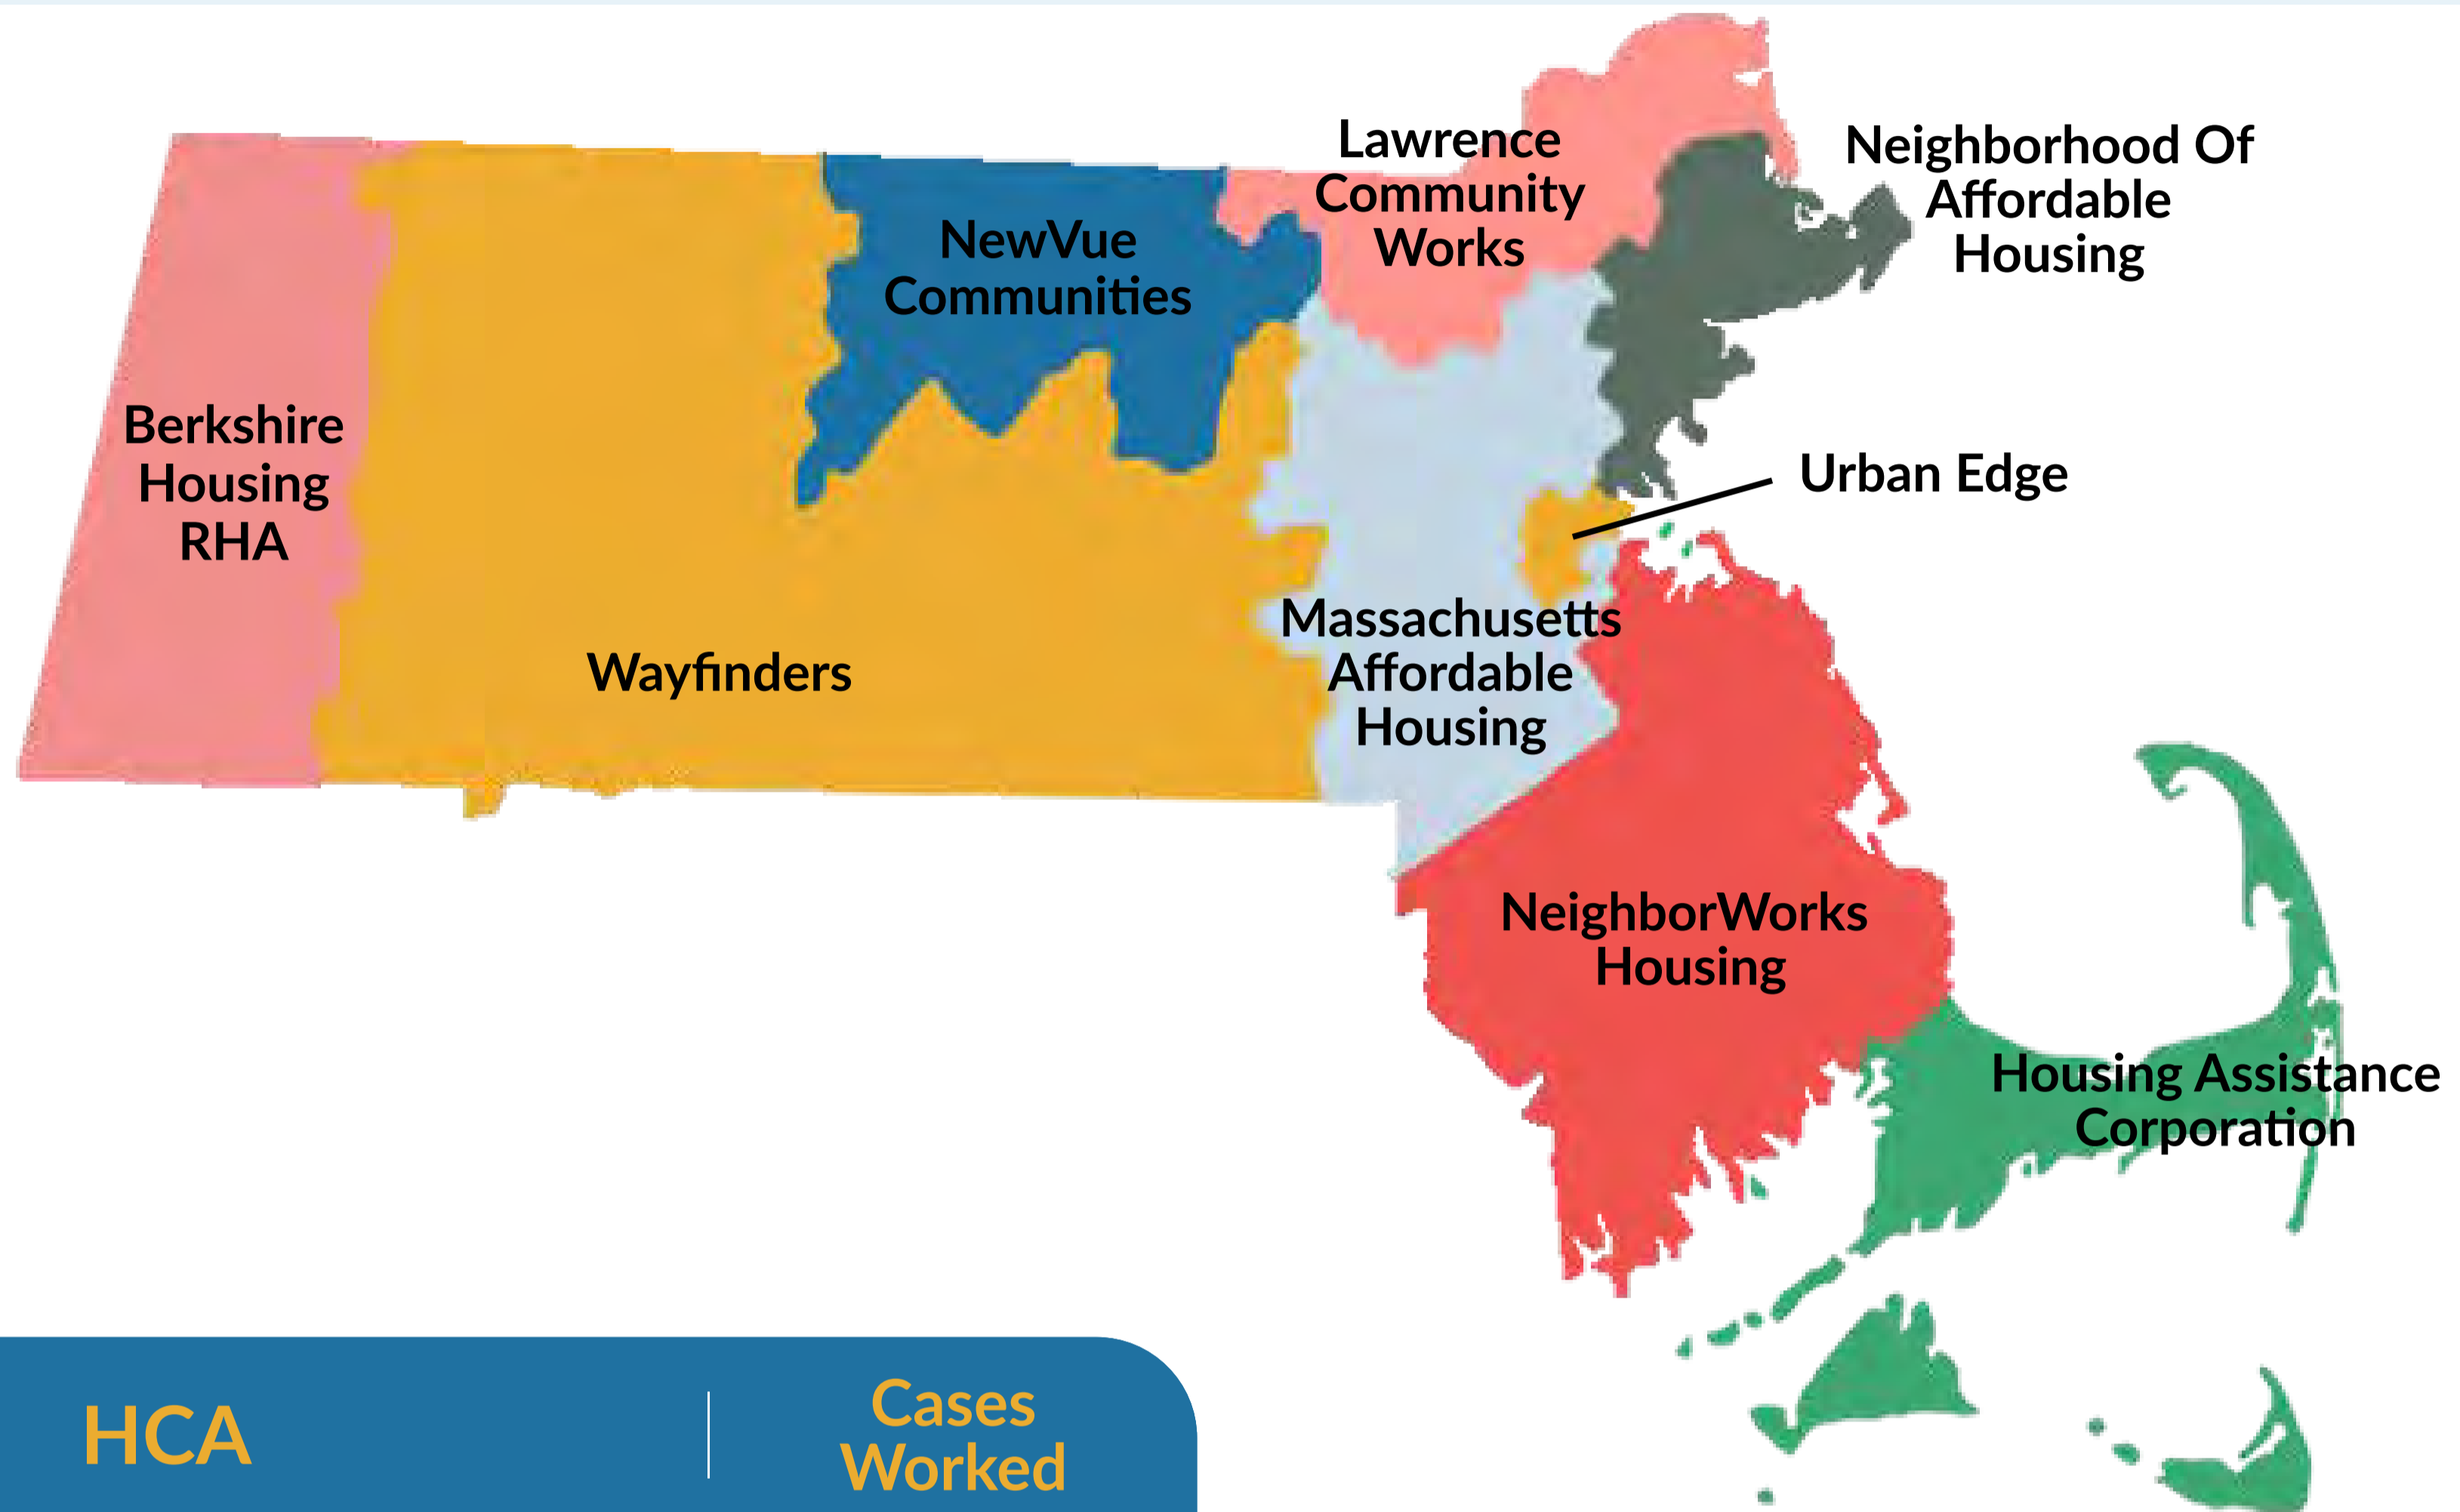 Lawrence
Community
Works
Neighborhood Of
Affordable
Housing
NewVue
Communities
Berkshire
Housing
RHA
Urban Edge
Wayfinders
Massachusetts
Affordable
Housing
NeighborWorks
Housing
Housing Assistance
Corporation
HCA
Cases
Worked